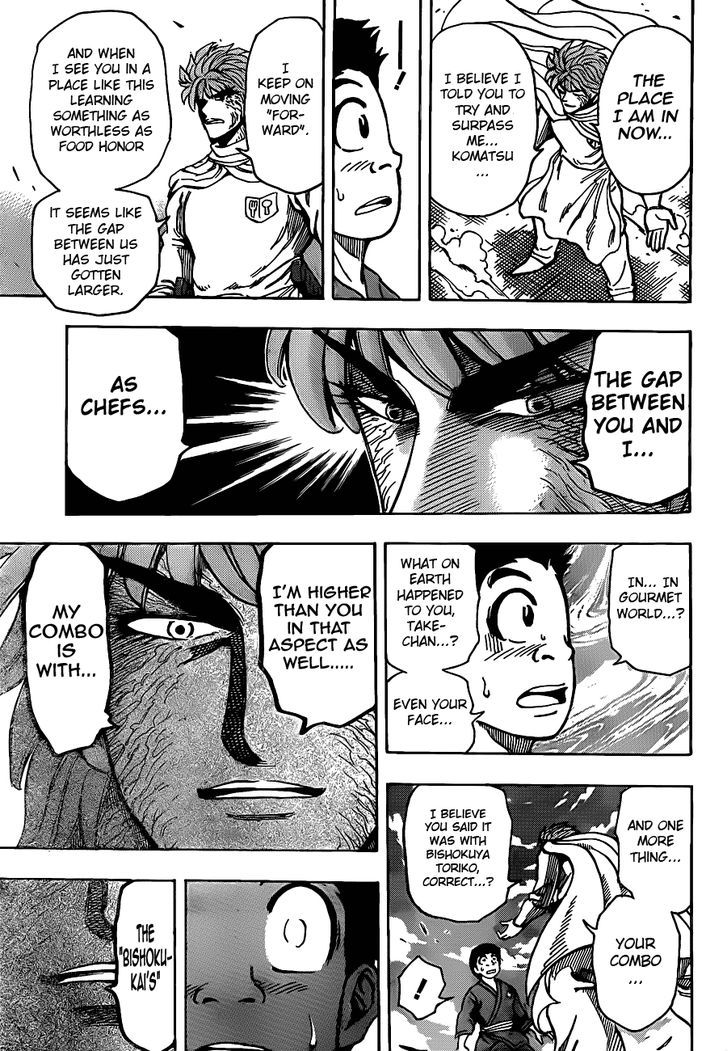 THE
PLACE
I AM IN
NOW...
I BELIEVE I
TOLD YOU TO
TRY AND
SURPASS
ME...
KOMATSU
...
!
I
KEEP ON
MOVING
"FOR-
WARD".
AND WHEN
I SEE YOU IN A
PLACE LIKE THIS
LEARNING
SOMETHING AS
WORTHLESS AS
FOOD HONOR
IT SEEMS LIKE
THE GAP
BETWEEN US
HAS JUST
GOTTEN
LARGER.
THE GAP
BETWEEN
YOU AND
I...
AS
CHEFS...
IN... IN
GOURMET
WORLD...?
WHAT ON
EARTH
HAPPENED
TO YOU,
TAKE-
CHAN...?
EVEN YOUR
FACE...
I'M HIGHER
THAN YOU
IN THAT
ASPECT AS
WELL.....
MY
COMBO
IS
WITH...
AND ONE
MORE
THING...
YOUR
COMBO
...
I BELIEVE
YOU SAID IT
WAS WITH
BISHOKUYA
TORIKO,
CORRECT...?
!
THE
"BISHOKU-
KAI'S"